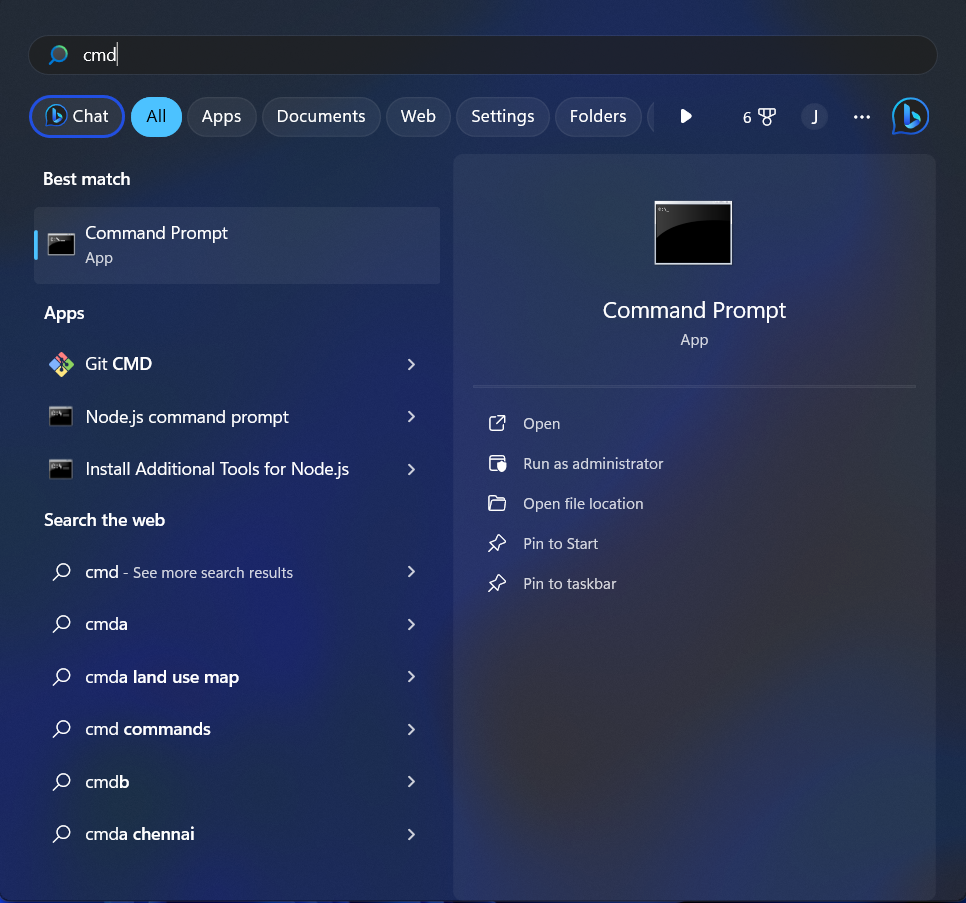 cmd
Chat All Apps Documents Web Settings Folders 6 J ...
Best match
Command Prompt
App
Apps
Git CMD
Node.js command prompt
Install Additional Tools for Node.js
Search the web
cmd - See more search results
cmda
cmda land use map
cmd commands
cmdb
cmda chennai
Command Prompt
App
Open
Run as administrator
Open file location
Pin to Start
Pin to taskbar